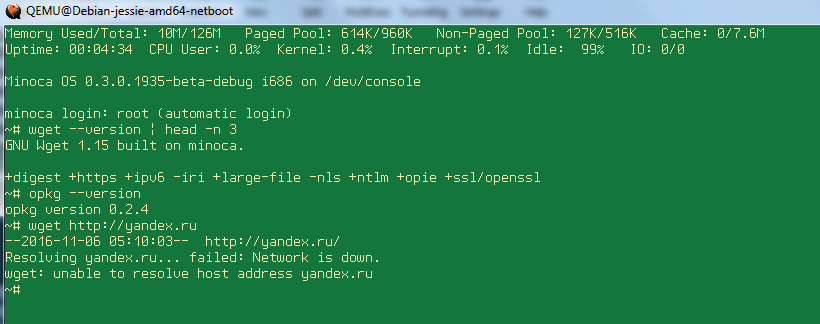 QEMU@Debian-jessie-amd64-netboot
Memory Used/Total: 10M/126M Paged Pool: 614K/960K Non-Paged Pool: 127K/516K Cache: 0/7.6M
Uptime: 00:04:34 CPU User: 0.0% Kernel: 0.4% Interrupt: 0.1% Idle: 99% IO: 0/0
Minoca OS 0.3.0.1935-beta-debug i686 on /dev/console
minoca login: root (automatic login)
~# wget --version | head -n 3
GNU Wget 1.15 built on minoca.
+digest +https +ipv6 -iri +large-file -nls +ntlm +opie +ssl/openssl
~# opkg --version
opkg version 0.2.4
~# wget http://yandex.ru
--2016-11-06 05:10:03-- http://yandex.ru/
Resolving yandex.ru... failed: Network is down.
wget: unable to resolve host address yandex.ru
~#